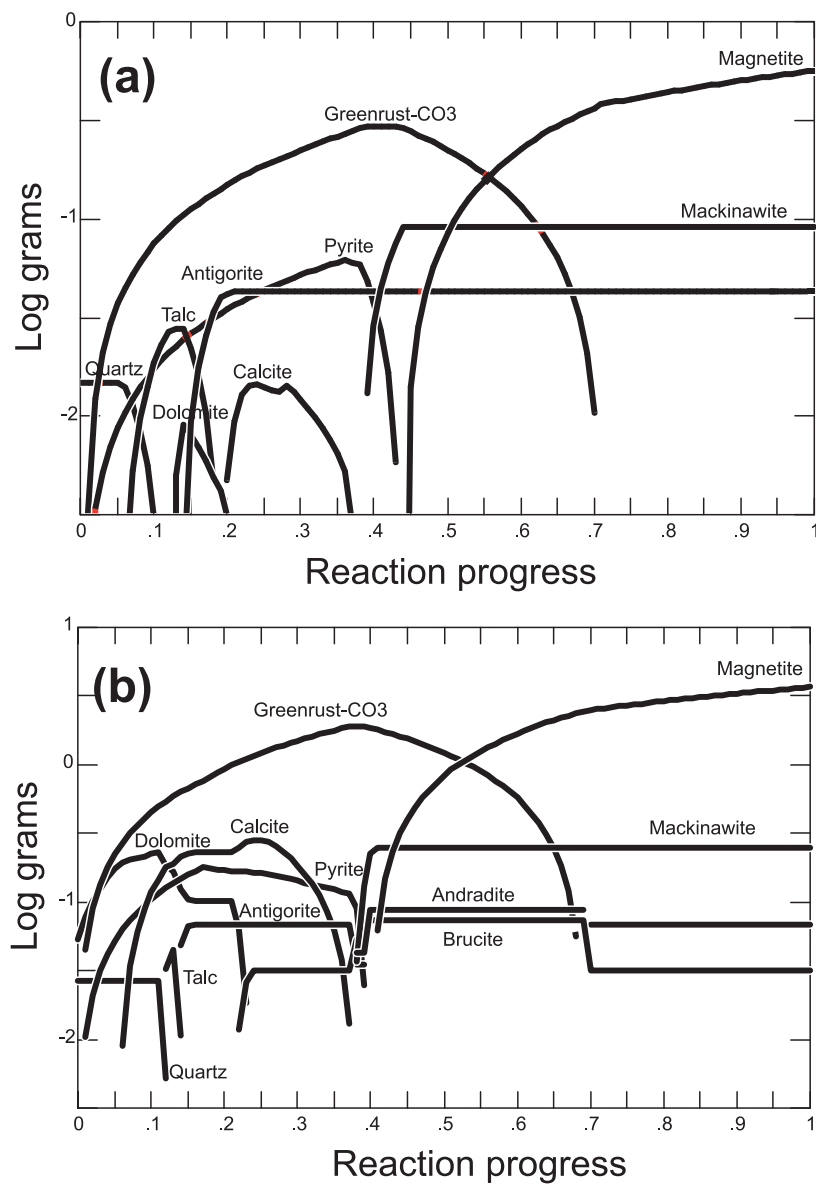 (a)
Log grams
0
-1
-2
Magnetite
Greenrust-CO3
Mackinawite
Pyrite
Antigorite
Talc
Quartz
Calcite
Dolomite
0 .1 .2 .3 .4 .5 .6 .7 .8 .9 1
Reaction progress
(b)
Log grams
1
0
-1
-2
Magnetite
Greenrust-CO3
Dolomite
Calcite
Mackinawite
Pyrite
Andradite
Antigorite
Brucite
Talc
Quartz
0 .1 .2 .3 .4 .5 .6 .7 .8 .9 1
Reaction progress